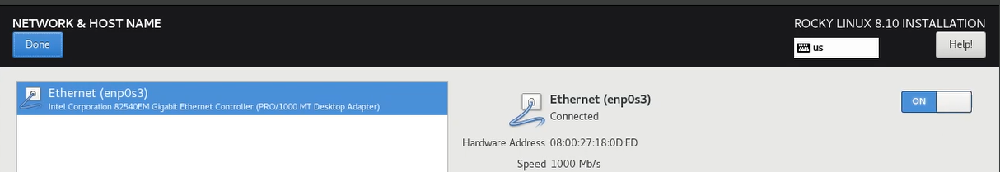 NETWORK & HOST NAME
ROCKY LINUX 8.10 INSTALLATION
Done
us
Help!
Ethernet (enp0s3)
Intel Corporation 82540EM Gigabit Ethernet Controller (PRO/1000 MT Desktop Adapter)
Ethernet (enp0s3)
Connected
ON
Hardware Address 08:00:27:18:0D:FD
Speed 1000 Mb/s